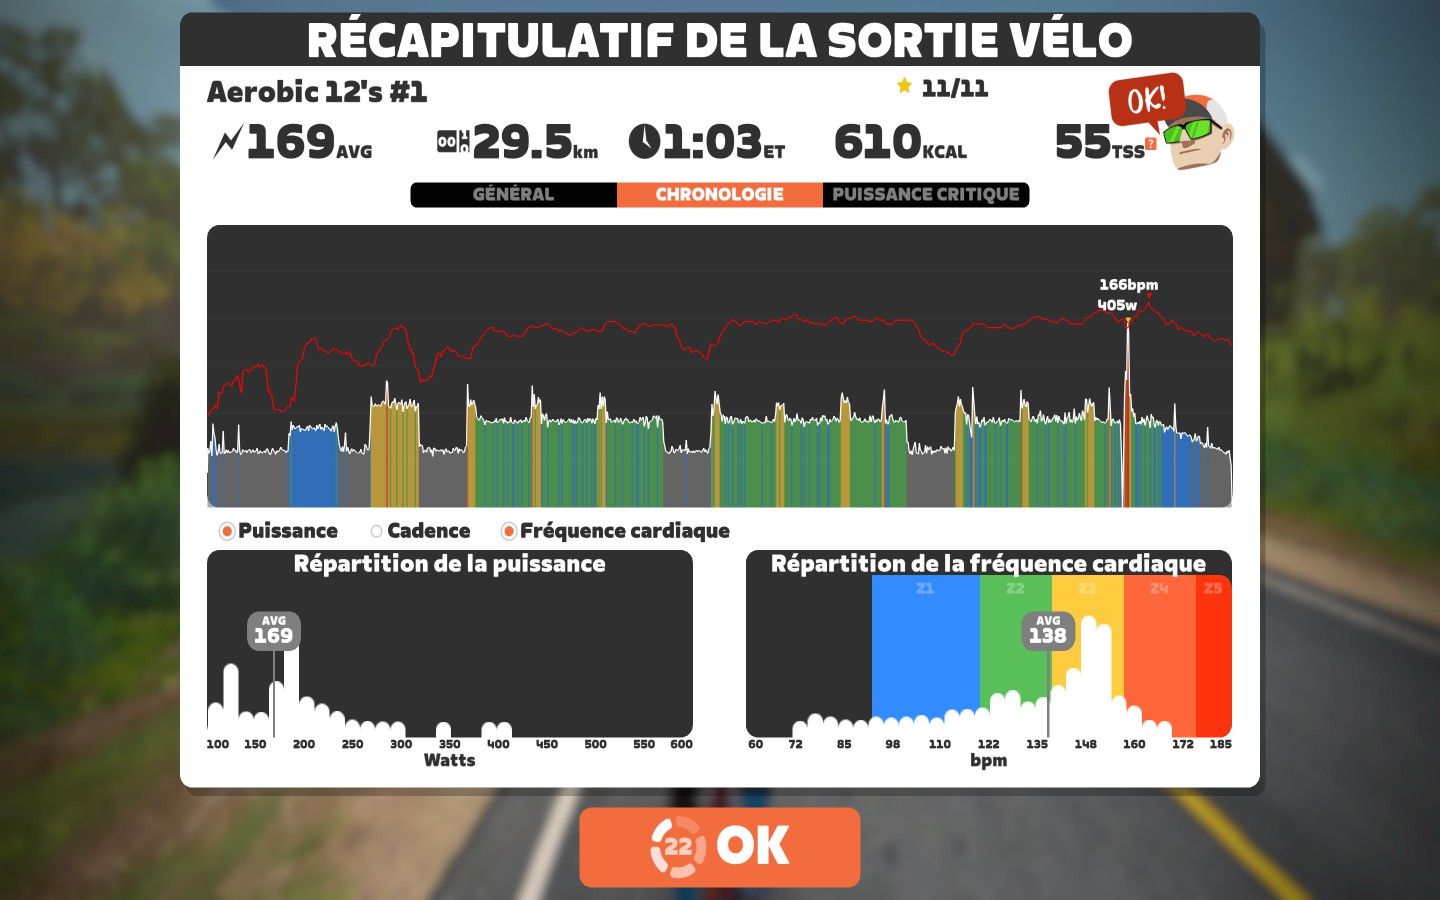 RÉCAPITULATIF DE LA SORTIE VÉLO
Aerobic 12's #1
11/11
OK!
169AVG
29.5km
1:03ET
610KCAL
55TSS
?
GÉNÉRAL
CHRONOLOGIE
PUISSANCE CRITIQUE
166bpm
405w
Puissance
Cadence
Fréquence cardiaque
Répartition de la puissance
AVG
169
100 150 200 250 300 350 400 450 500 550 600
Watts
Répartition de la fréquence cardiaque
Z1 Z2 Z3 Z4 Z5
AVG
138
60 72 85 98 110 122 135 148 160 172 185
bpm
22 OK